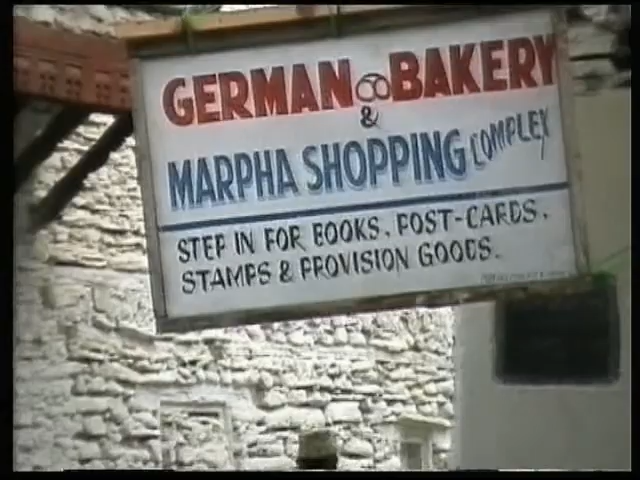 GERMAN BAKERY
&
MARPHA SHOPPING COMPLEX
STEP IN FOR BOOKS, POST-CARDS,
STAMPS & PROVISION GOODS.